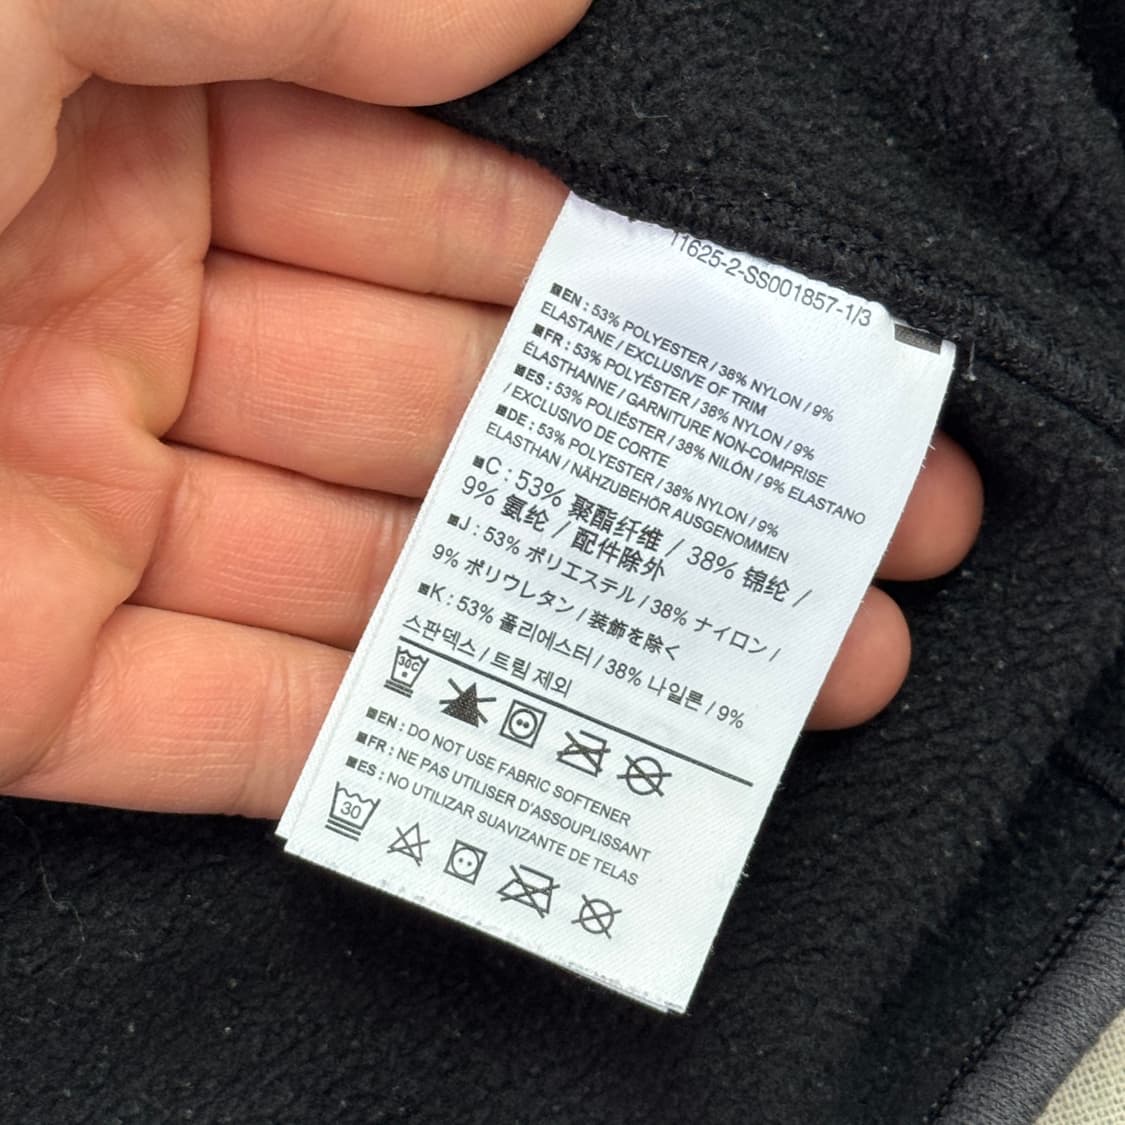 11625-2-SS001857-1/3
■EN : 53% POLYESTER / 38% NYLON / 9%
ELASTANE / EXCLUSIVE OF TRIM
■FR : 53% POLYÉSTER / 38% NYLON / 9%
ÉLASTHANNE / GARNITURE NON-COMPRISE
■ES : 53% POLIÉSTER / 38% NILÓN / 9% ELASTANO
/ EXCLUSIVO DE CORTE
■DE : 53% POLYESTER / 38% NYLON / 9%
ELASTHAN / NÄHZUBEHÖR AUSGENOMMEN
■C : 53% 聚酯纤维 / 38% 锦纶 /
9% 氨纶 / 配件除外
■J : 53% ポリエステル / 38% ナイロン /
9% ポリウレタン / 装飾を除く
■K : 53% 폴리에스터 / 38% 나일론 / 9%
스판덱스 / 트림 제외
30C
■EN : DO NOT USE FABRIC SOFTENER
■FR : NE PAS UTILISER D'ASSOUPLISSANT
■ES : NO UTILIZAR SUAVIZANTE DE TELAS
30